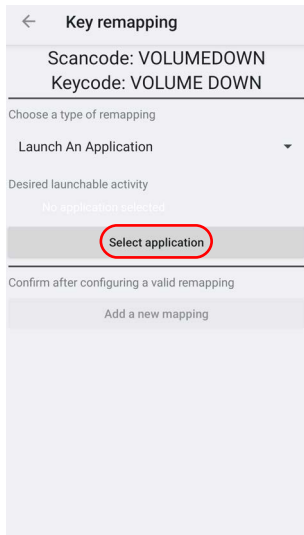 Key remapping
Scancode: VOLUMEDOWN
Keycode: VOLUME DOWN
Choose a type of remapping
Launch An Application
Desired launchable activity
No application selected
Select application
Confirm after configuring a valid remapping
Add a new mapping